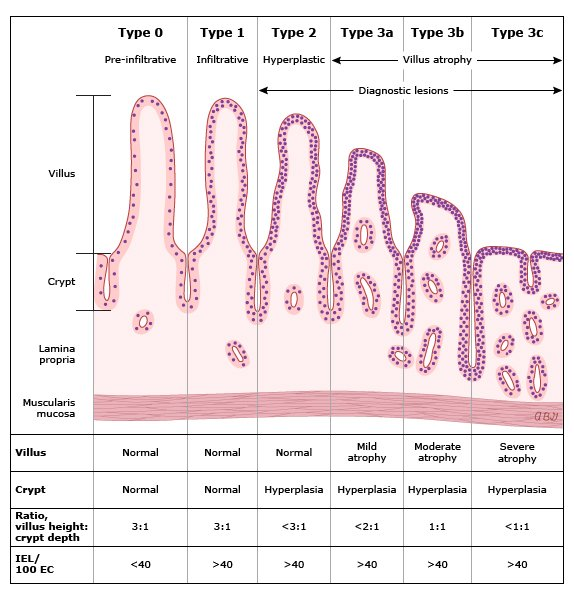 Type 0 Type 1 Type 2 Type 3a Type 3b Type 3c
Pre-infiltrative Infiltrative Hyperplastic Villus atrophy
Diagnostic lesions
Villus
Crypt
Lamina
propria
Muscularis
mucosa
Villus Normal Normal Normal Mild atrophy Moderate atrophy Severe atrophy
Crypt Normal Normal Hyperplasia Hyperplasia Hyperplasia Hyperplasia
Ratio,
villus height:
crypt depth 3:1 3:1 <3:1 <2:1 1:1 <1:1
IEL/
100 EC <40 >40 >40 >40 >40 >40